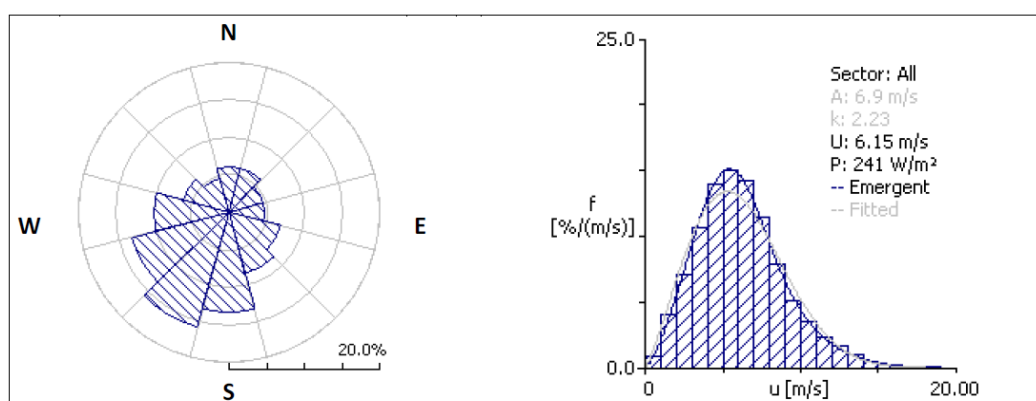 N
W
E
S
20.0%
25.0
f
[%/(m/s)]
0.0
0
u [m/s]
20.00
Sector: All
A: 6.9 m/s
k: 2.23
U: 6.15 m/s
P: 241 W/m²
-- Emergent
-- Fitted